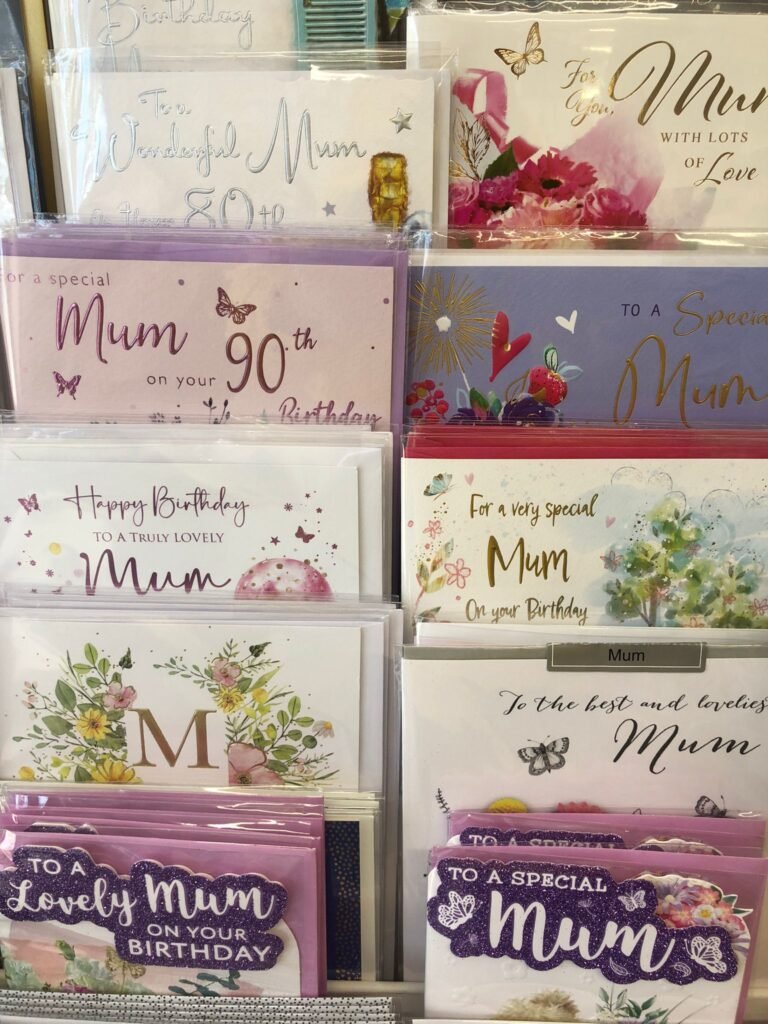 Birthday
To a
Wonderful Mum
80th
For
You,
Mum
WITH LOTS
OF
Love
For a special
Mum
90th
on your
Birthday
TO A
Special
Mum
Happy Birthday
TO A TRULY LOVELY
Mum
For a very special
Mum
On your Birthday
M
Mum
To the best and lovelies
Mum
TO A
Lovely Mum
ON YOUR
BIRTHDAY
TO A SPECIAL
TO A SPECIAL
Mum